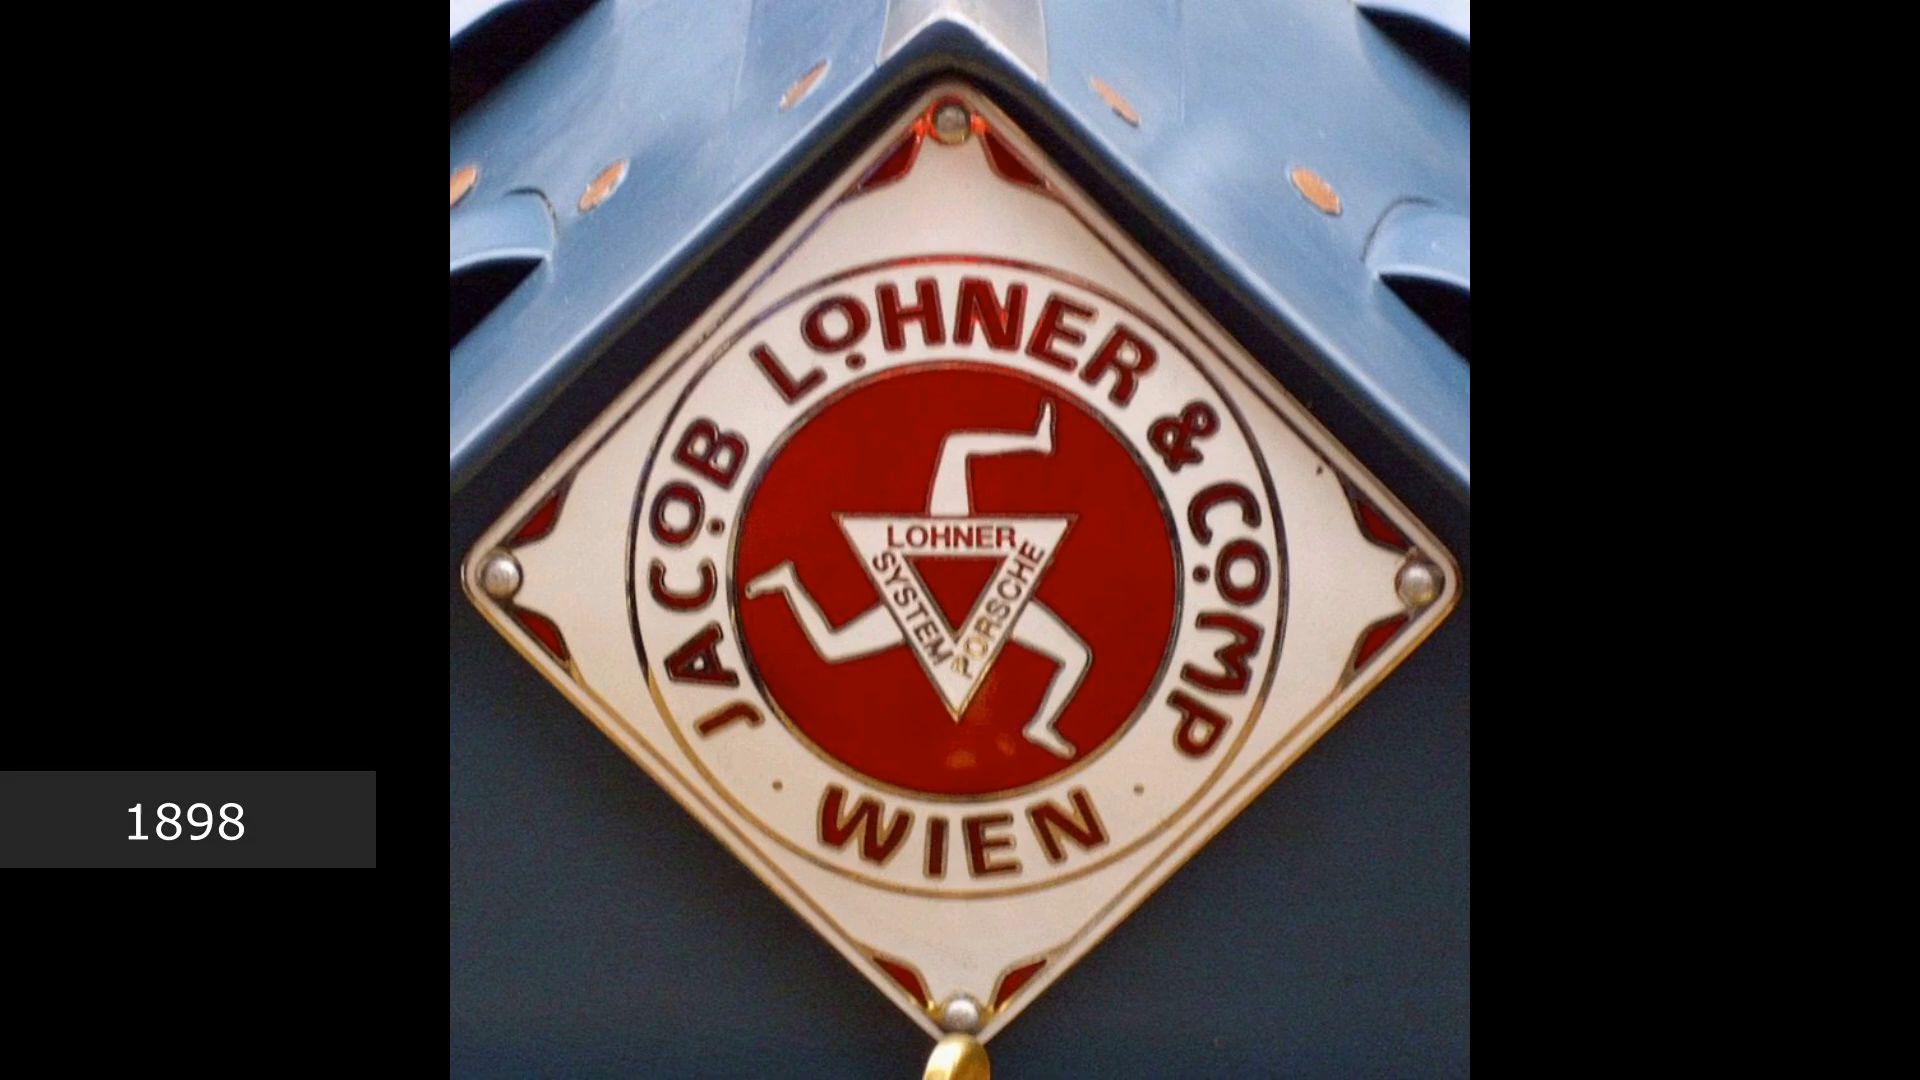 JACOB LOHNER & COMP
LOHNER
SYSTEM
PORSCHE
WIEN
1898